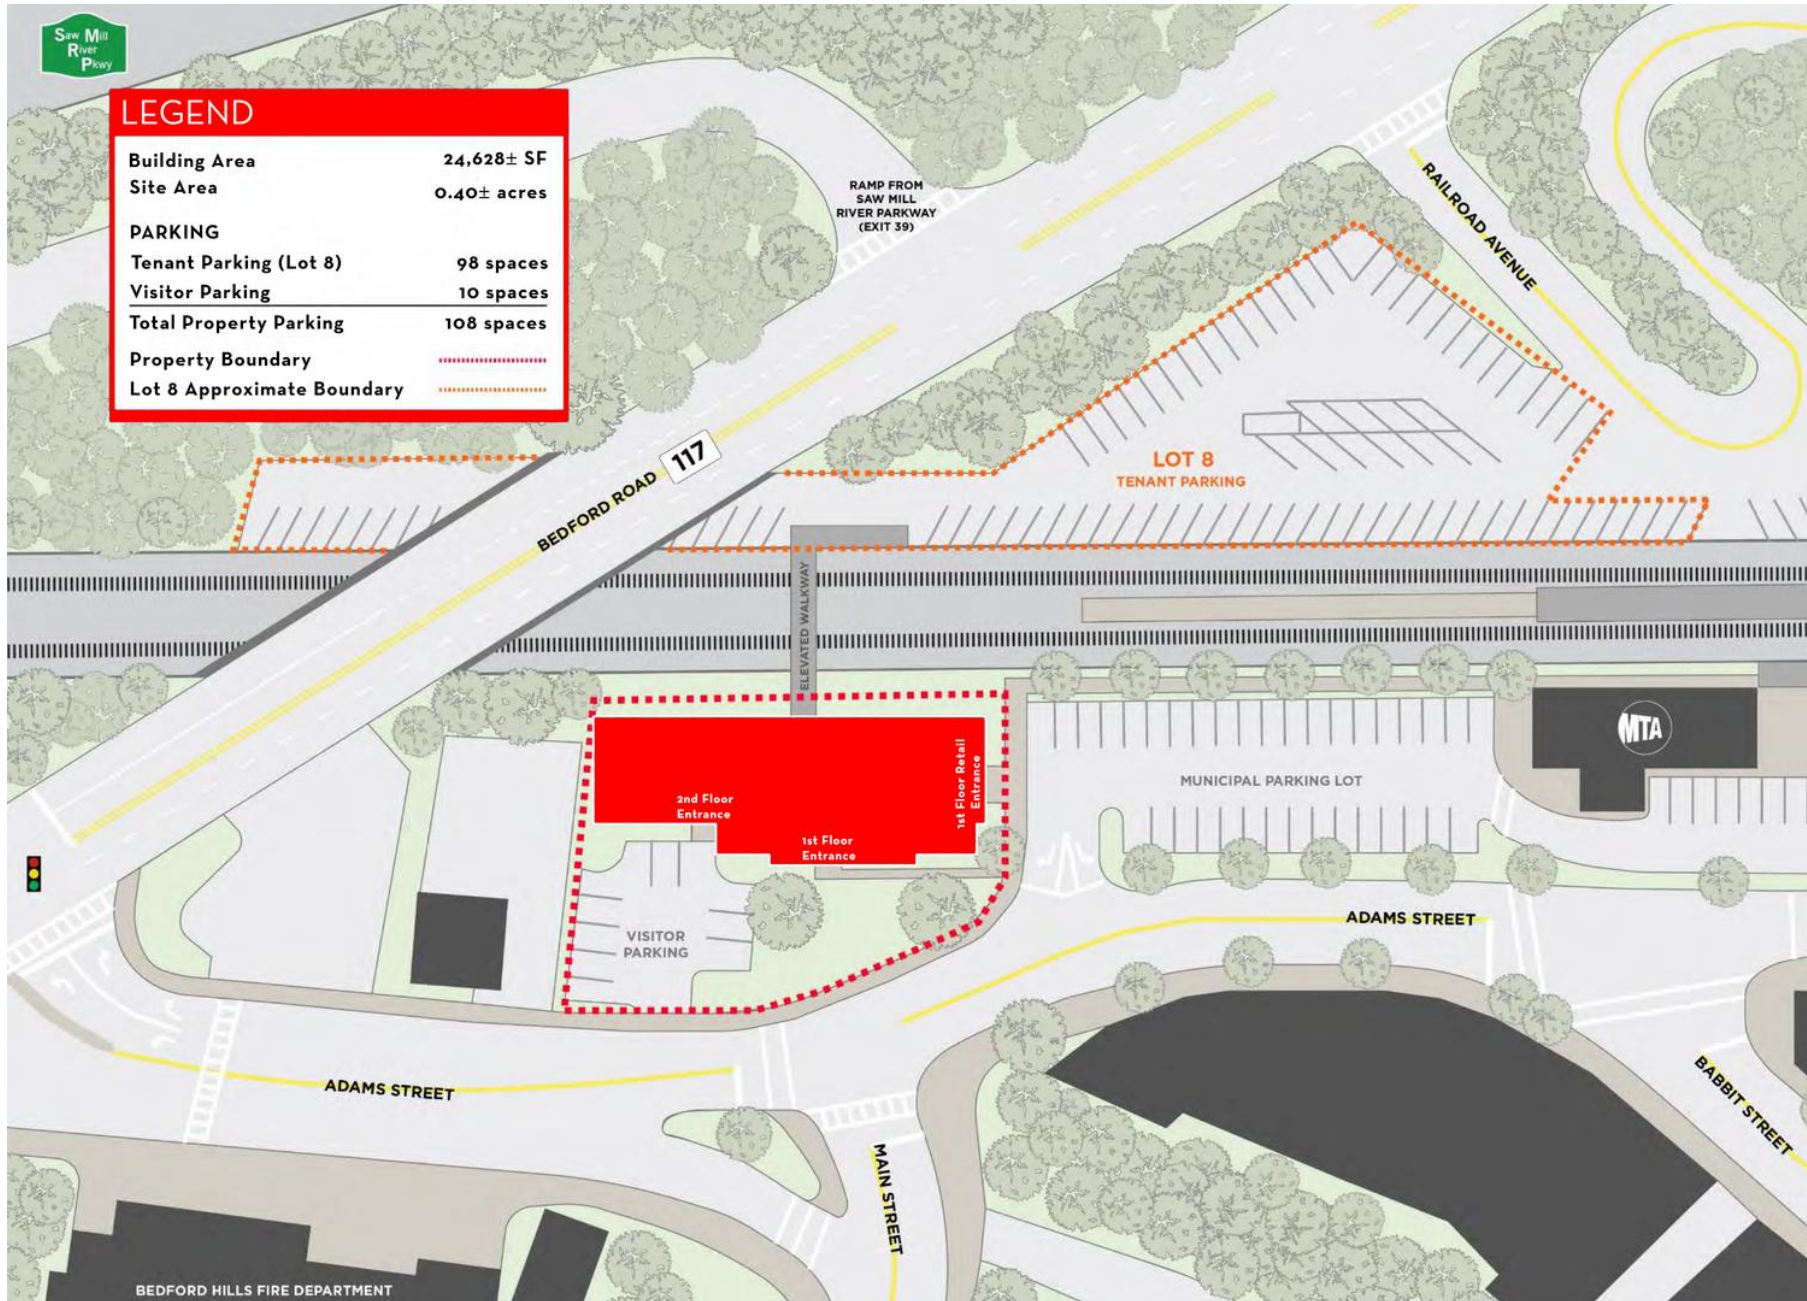 Saw Mill
River
Pkwy
LEGEND
Building Area 24,628± SF
Site Area 0.40± acres
PARKING
Tenant Parking (Lot 8) 98 spaces
Visitor Parking 10 spaces
Total Property Parking 108 spaces
Property Boundary
Lot 8 Approximate Boundary
RAMP FROM
SAW MILL
RIVER PARKWAY
(EXIT 39)
RAILROAD AVENUE
BEDFORD ROAD
117
LOT 8
TENANT PARKING
ELEVATED WALKWAY
2nd Floor
Entrance
1st Floor
Entrance
1st Floor Retail
Entrance
MTA
MUNICIPAL PARKING LOT
VISITOR
PARKING
ADAMS STREET
ADAMS STREET
MAIN STREET
BABBIT STREET
BEDFORD HILLS FIRE DEPARTMENT